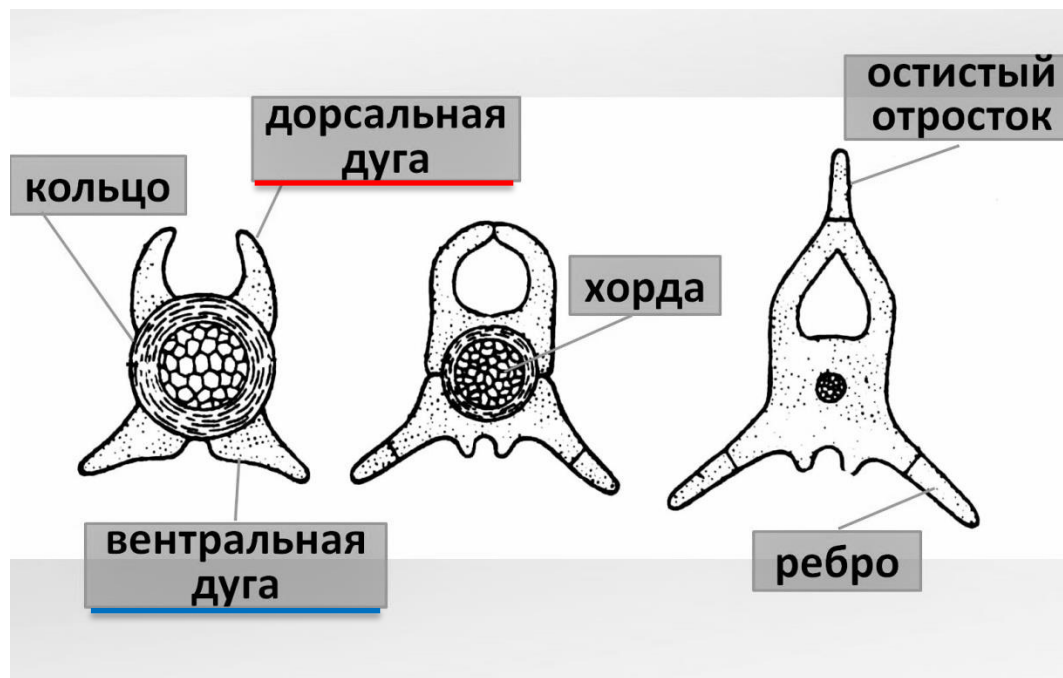 остистый
отросток
дорсальная
дуга
кольцо
хорда
вентральная
дуга
ребро